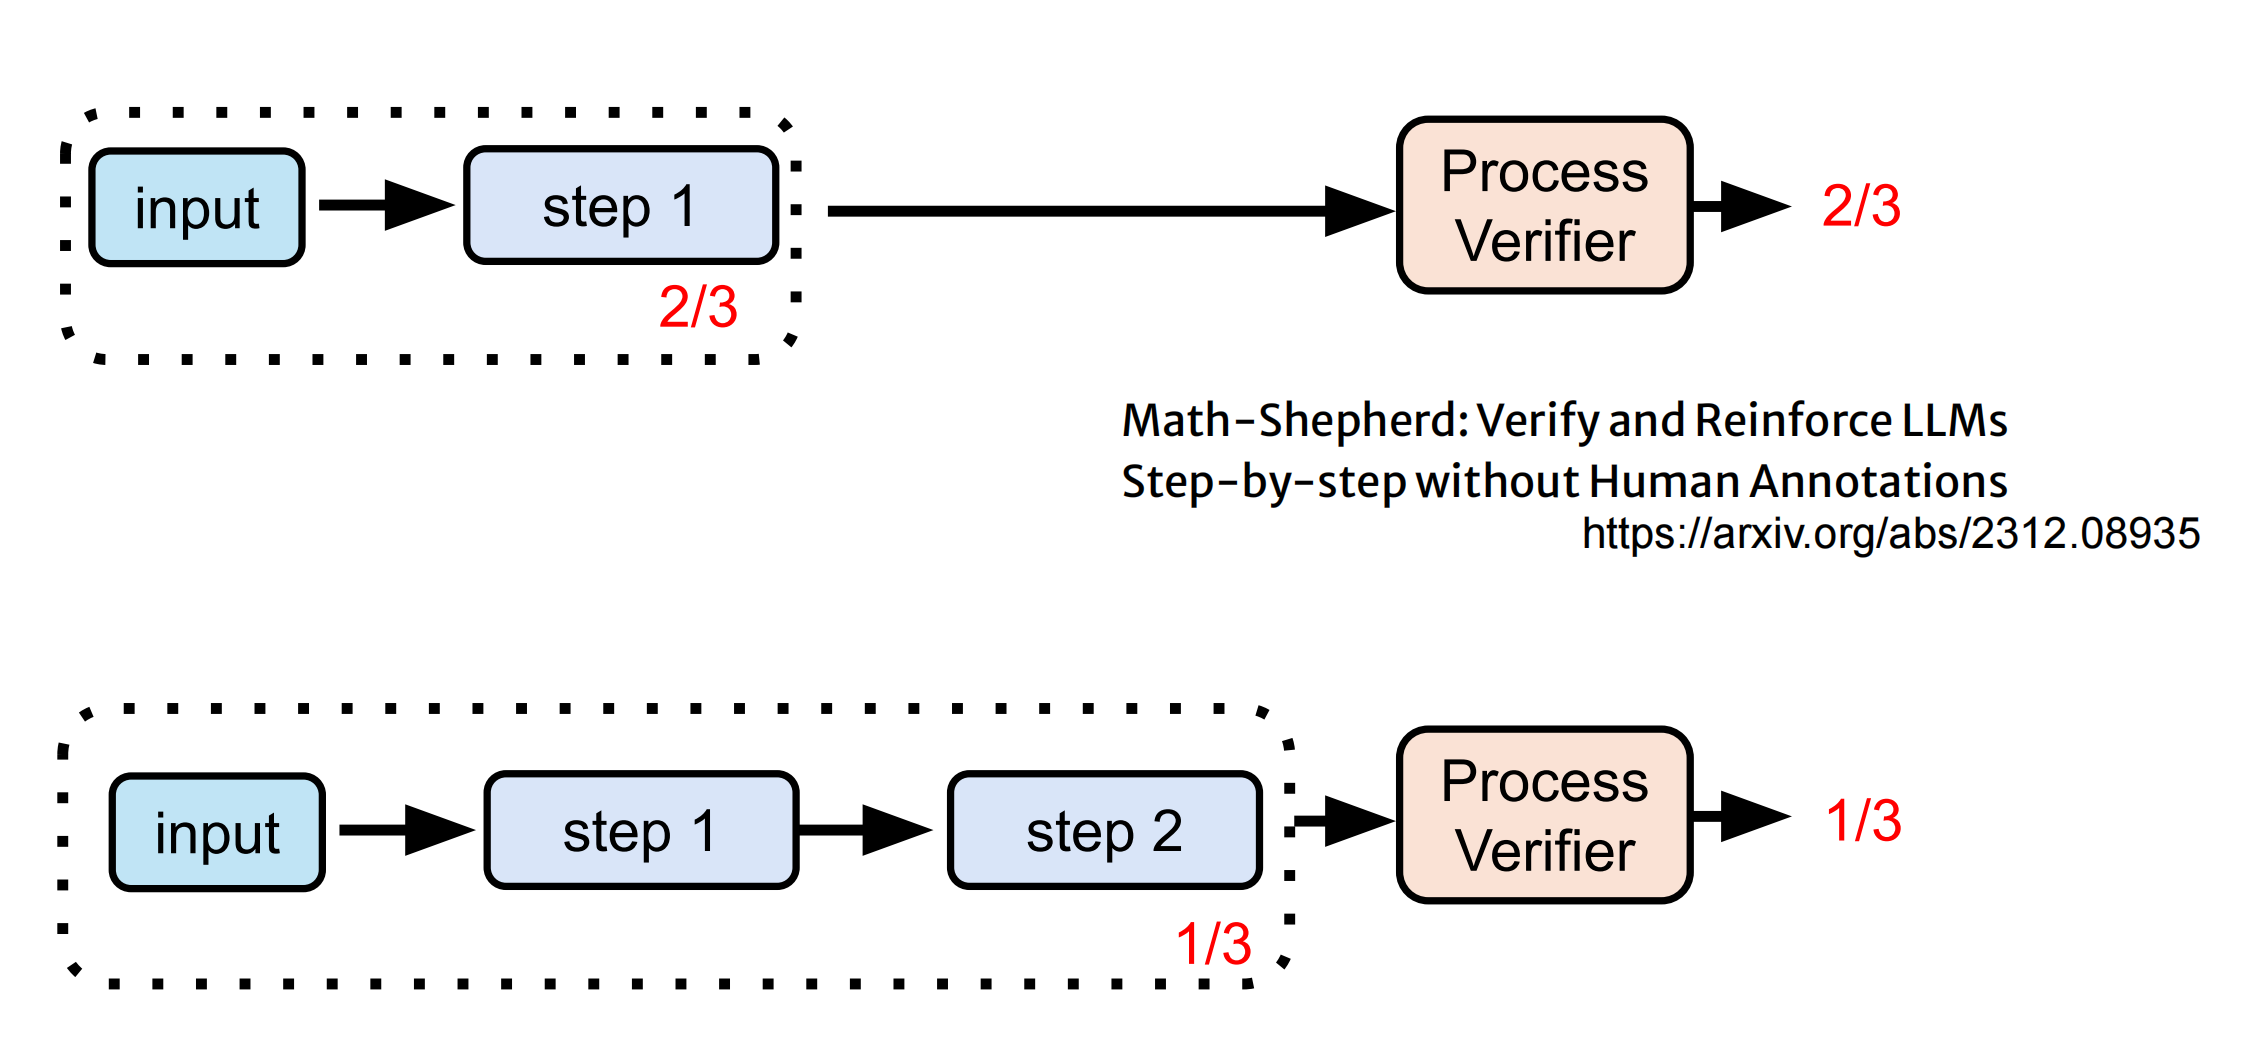 input
step 1
2/3
Process
Verifier
2/3
Math-Shepherd: Verify and Reinforce LLMs
Step-by-step without Human Annotations
https://arxiv.org/abs/2312.08935
input
step 1
step 2
1/3
Process
Verifier
1/3